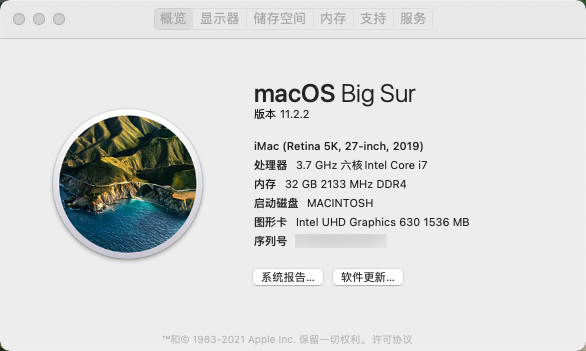 概览 显示器 储存空间 内存 支持 服务
macOS Big Sur
版本 11.2.2
iMac (Retina 5K, 27-inch, 2019)
处理器 3.7 GHz 六核Intel Core i7
内存 32 GB 2133 MHz DDR4
启动磁盘 MACINTOSH
图形卡 Intel UHD Graphics 630 1536 MB
序列号
系统报告... 软件更新...
™和© 1983-2021 Apple Inc. 保留一切权利。许可协议